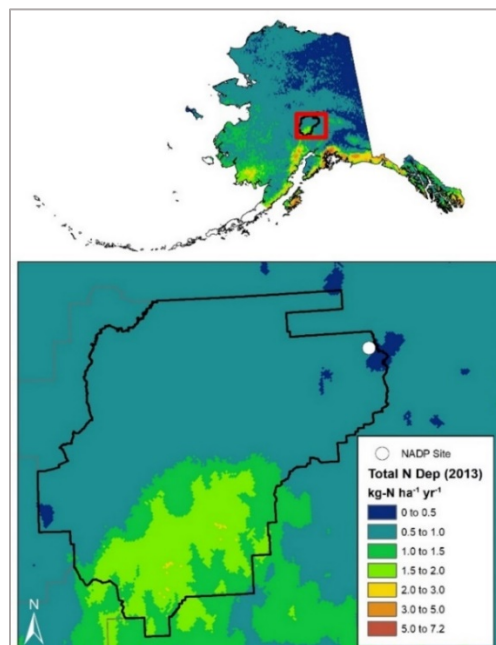 NADP Site
Total N Dep (2013)
kg-N ha⁻¹ yr⁻¹
0 to 0.5
0.5 to 1.0
1.0 to 1.5
1.5 to 2.0
2.0 to 3.0
3.0 to 5.0
5.0 to 7.2
N